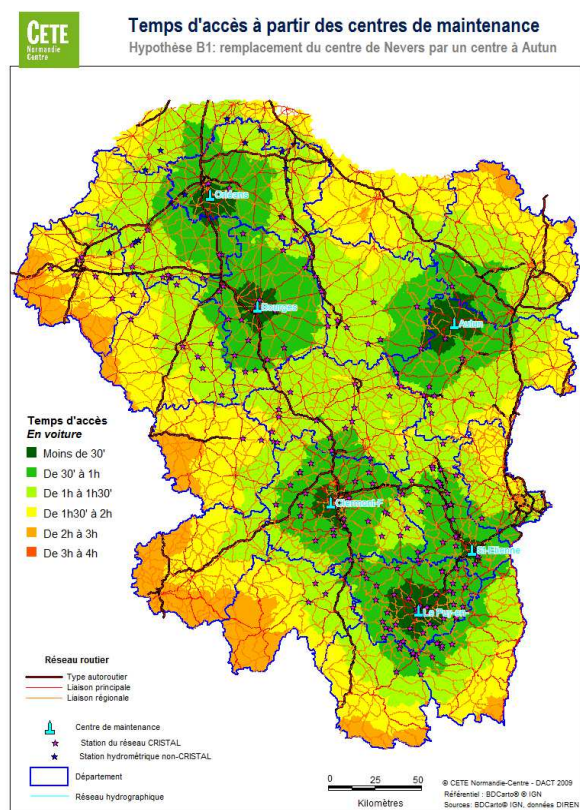 CETE
Normandie
Centre
Temps d'accès à partir des centres de maintenance
Hypothèse B1: remplacement du centre de Nevers par un centre à Autun
Orléans
Bourges
Autun
Temps d'accès
En voiture
Moins de 30'
De 30' à 1h
De 1h à 1h30'
De 1h30' à 2h
De 2h à 3h
De 3h à 4h
Clermont-F
St-Etienne
Le Puy-en-
Réseau routier
Type autoroutier
Liaison principale
Liaison régionale
Centre de maintenance
Station du réseau CRISTAL
Station hydrométrique non-CRISTAL
Département
Réseau hydrographique
0 25 50
Kilomètres
© CETE Normandie-Centre - DACT 2009
Référentiel : BDCarto® ® IGN
Sources: BDCarto® IGN, données DIREN